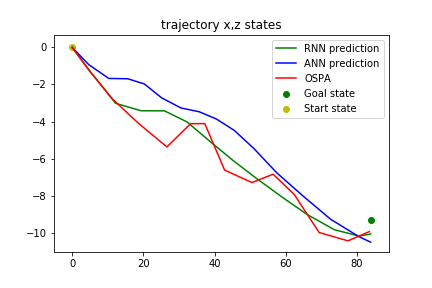 trajectory x,z states
RNN prediction
ANN prediction
OSPA
Goal state
Start state
0
−2
−4
−6
−8
−10
0
20
40
60
80